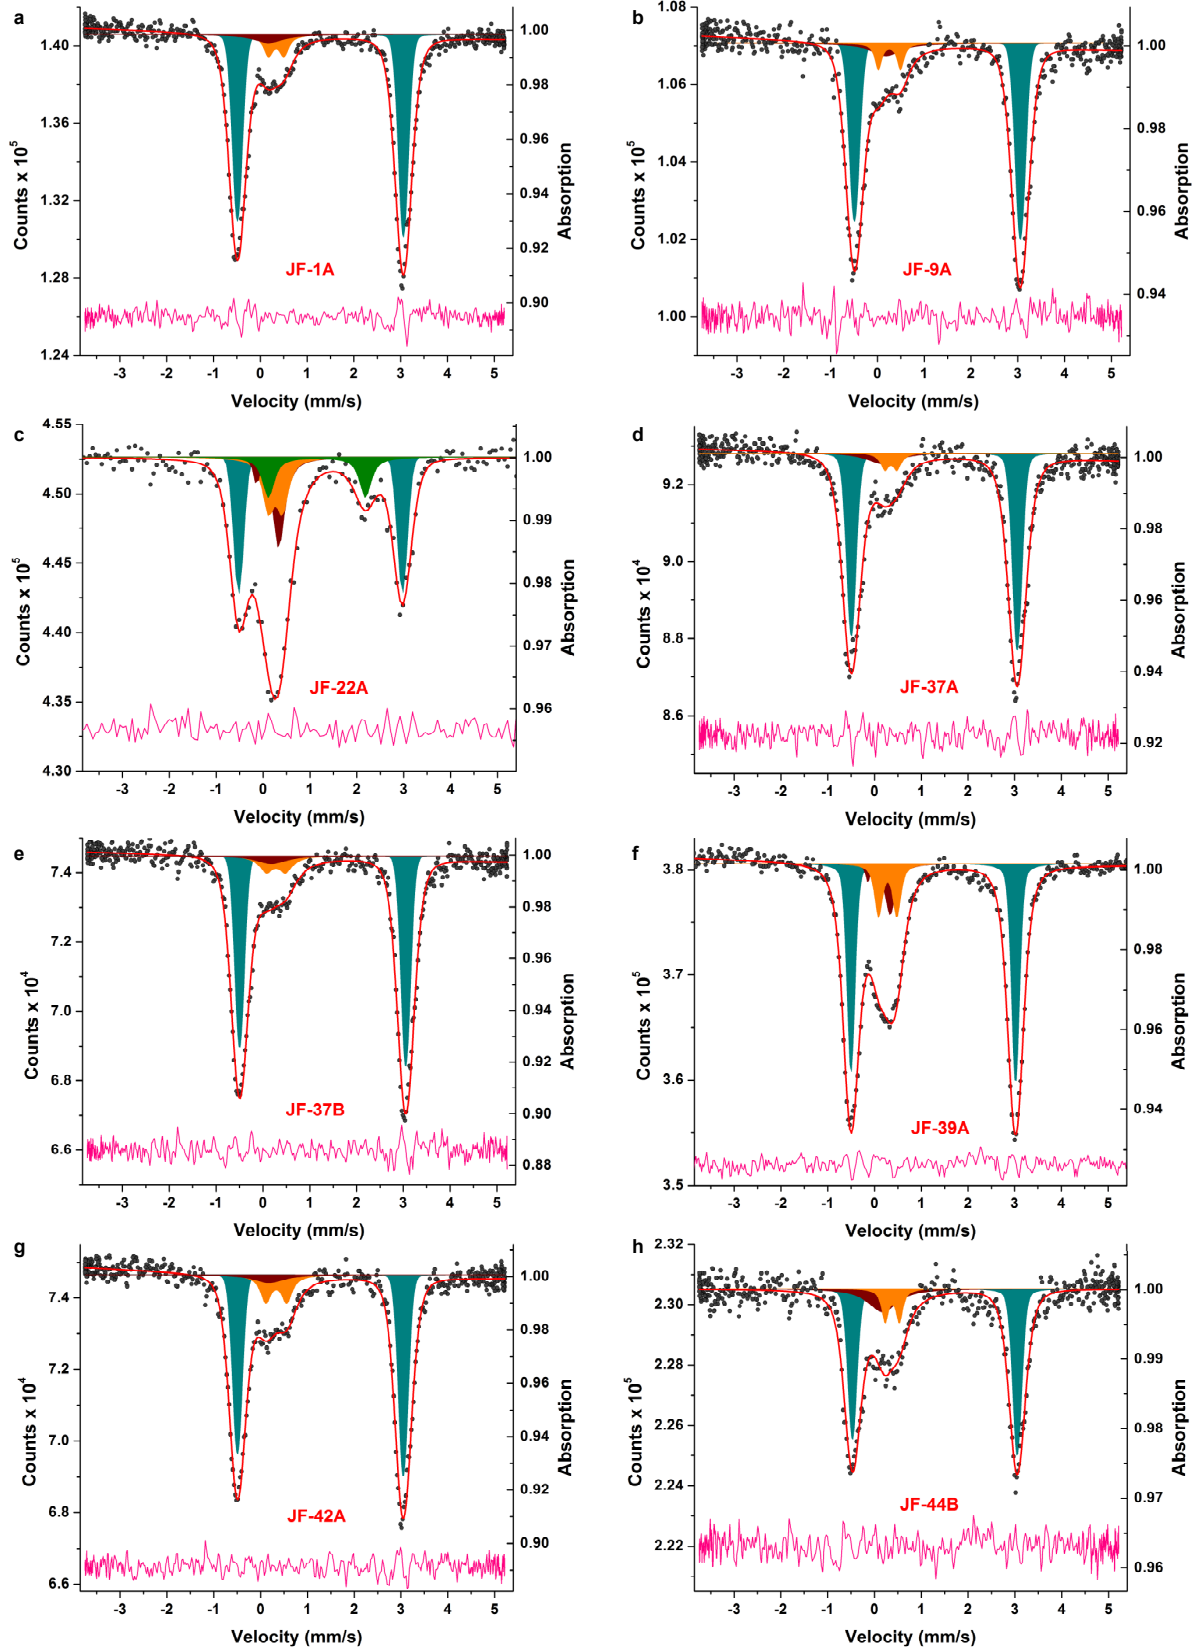 a
1.40
1.36
1.32
1.28
1.24
Counts x 10^5
1.00
0.98
0.96
0.94
0.92
0.90
Absorption
JF-1A
-3 -2 -1 0 1 2 3 4 5
Velocity (mm/s)
b
1.08
1.06
1.04
1.02
1.00
Counts x 10^5
1.00
0.98
0.96
0.94
Absorption
JF-9A
-3 -2 -1 0 1 2 3 4 5
Velocity (mm/s)
c
4.55
4.50
4.45
4.40
4.35
4.30
Counts x 10^5
1.00
0.99
0.98
0.97
0.96
Absorption
JF-22A
-3 -2 -1 0 1 2 3 4 5
Velocity (mm/s)
d
9.2
9.0
8.8
8.6
Counts x 10^4
1.00
0.98
0.96
0.94
0.92
Absorption
JF-37A
-3 -2 -1 0 1 2 3 4 5
Velocity (mm/s)
e
7.4
7.2
7.0
6.8
6.6
Counts x 10^4
1.00
0.98
0.96
0.94
0.92
0.90
0.88
Absorption
JF-37B
-3 -2 -1 0 1 2 3 4 5
Velocity (mm/s)
f
3.8
3.7
3.6
3.5
Counts x 10^5
1.00
0.98
0.96
0.94
Absorption
JF-39A
-3 -2 -1 0 1 2 3 4 5
Velocity (mm/s)
g
7.4
7.2
7.0
6.8
6.6
Counts x 10^4
1.00
0.98
0.96
0.94
0.92
0.90
Absorption
JF-42A
-3 -2 -1 0 1 2 3 4 5
Velocity (mm/s)
h
2.32
2.30
2.28
2.26
2.24
2.22
Counts x 10^5
1.00
0.99
0.98
0.97
0.96
Absorption
JF-44B
-3 -2 -1 0 1 2 3 4 5
Velocity (mm/s)